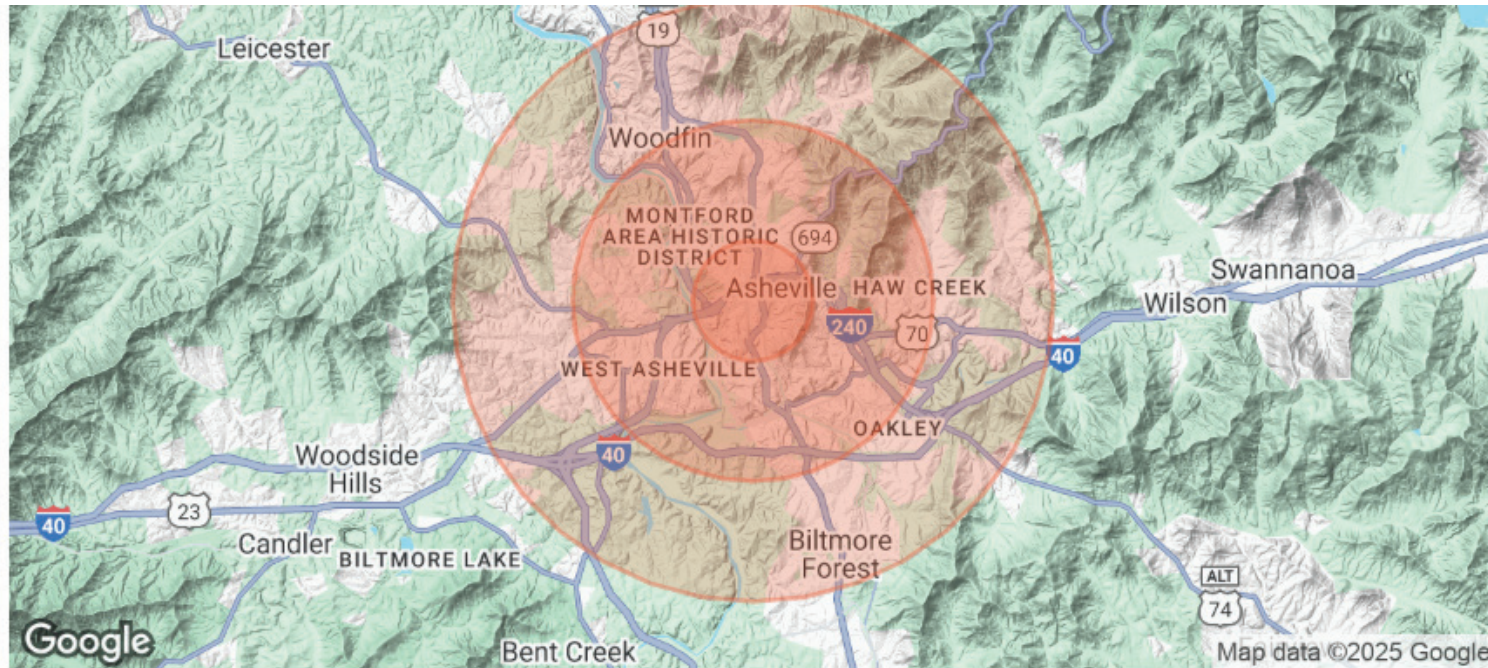 19
Leicester
Woodfin
MONTFORD
AREA HISTORIC
DISTRICT
694
Asheville
HAW CREEK
Swannanoa
Wilson
240
70
40
WEST ASHEVILLE
OAKLEY
40
Woodside
Hills
23
40
Candler
BILTMORE LAKE
Biltmore
Forest
ALT
74
Google
Bent Creek
Map data ©2025 Google